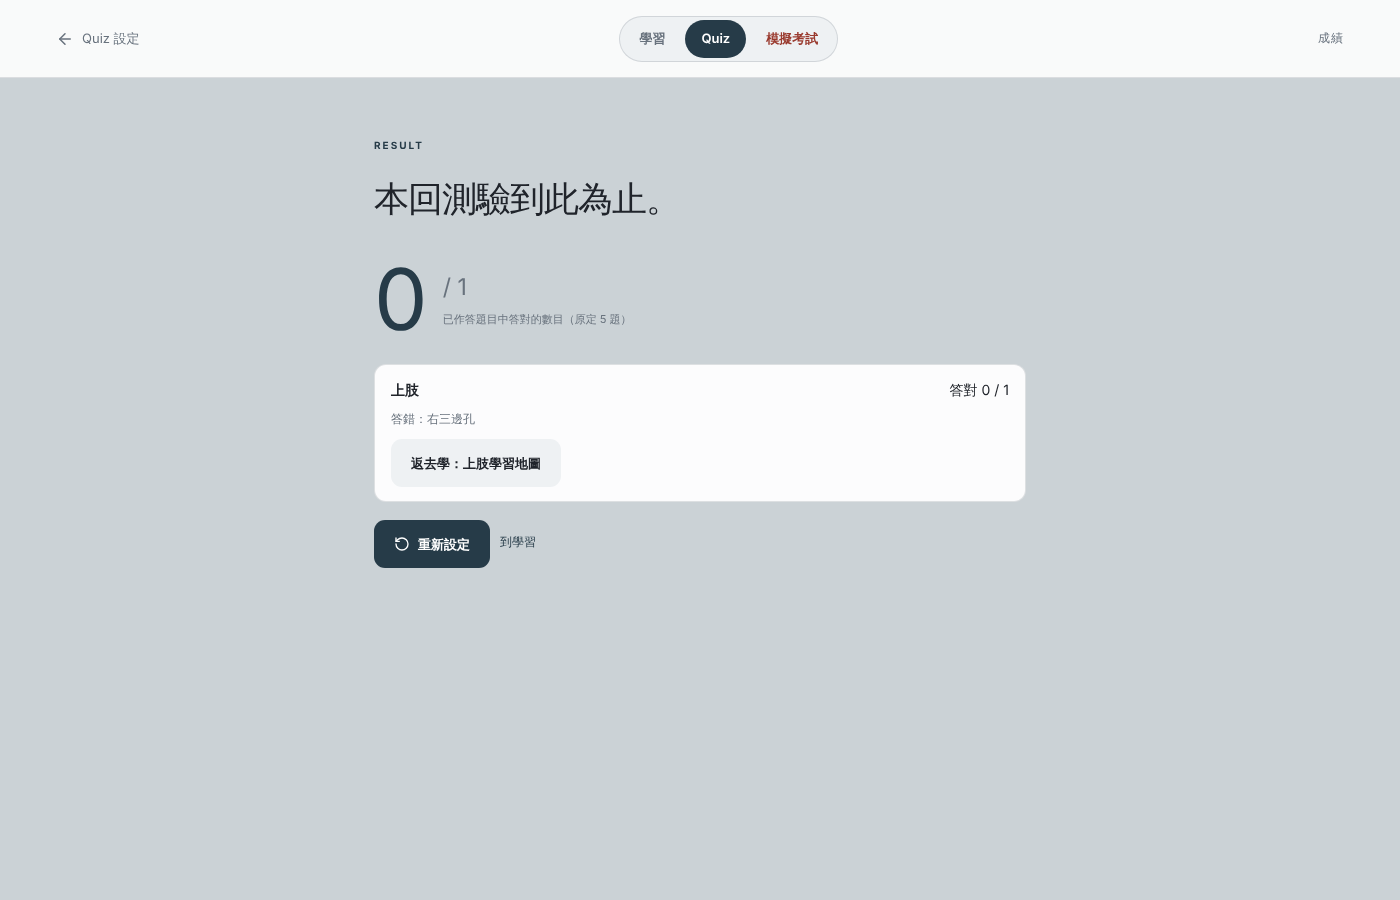 Quiz 設定
學習
Quiz
模擬考試
成績
RESULT
本回測驗到此為止。
0
/ 1
已作答題目中答對的數目（原定 5 題）
上肢
答對 0 / 1
答錯：右三邊孔
返去學：上肢學習地圖
重新設定
到學習